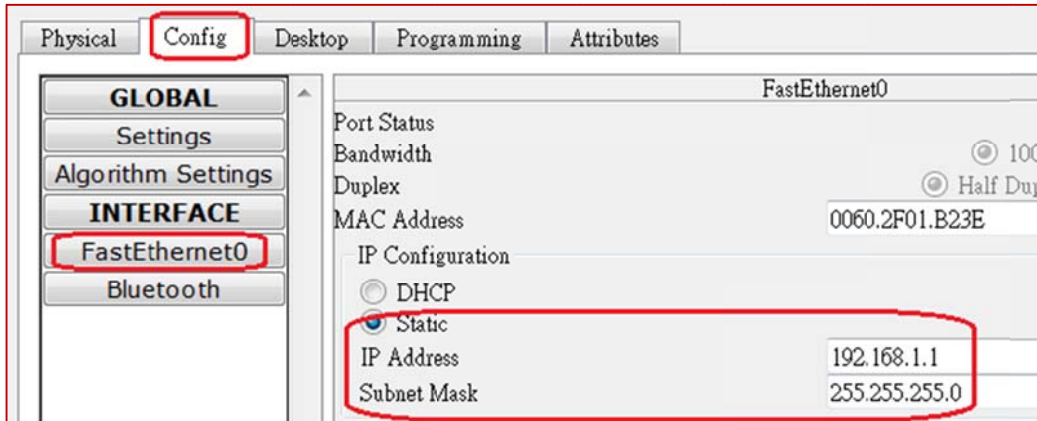 Physical Config Desktop Programming Attributes
GLOBAL
Settings
Algorithm Settings
INTERFACE
FastEthernet0
Bluetooth
FastEthernet0
Port Status
Bandwidth
Duplex Half
MAC Address 0060.2F01.B23E
IP Configuration
DHCP
Static
IP Address 192.168.1.1
Subnet Mask 255.255.255.0